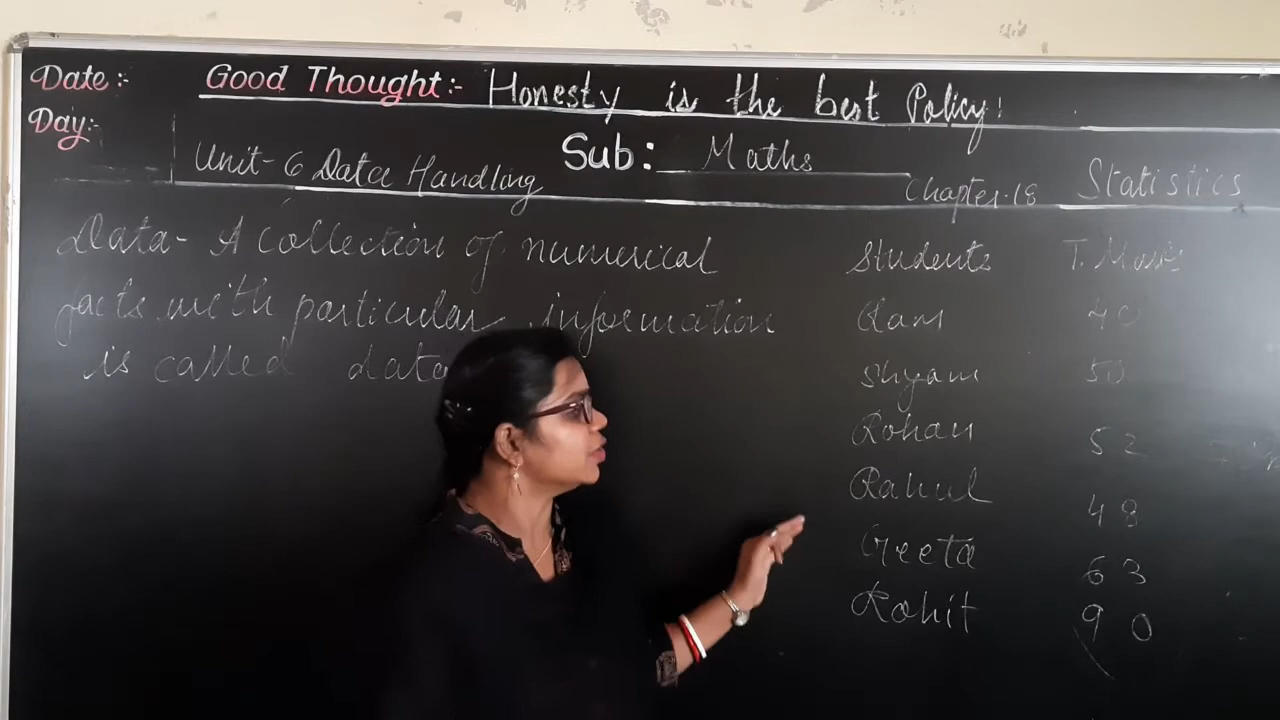 Date:-
Good Thought:- Honesty is the best Policy!
Day:-
Sub: Maths
Unit-6 Data Handling
Chapter-18 Statistics
Data- A collection of numerical
facts with particular information
is called data
Students T. Marks
Ram 40
Shyam 50
Rohan 52
Rahul 48
Geeta 63
Rohit 90